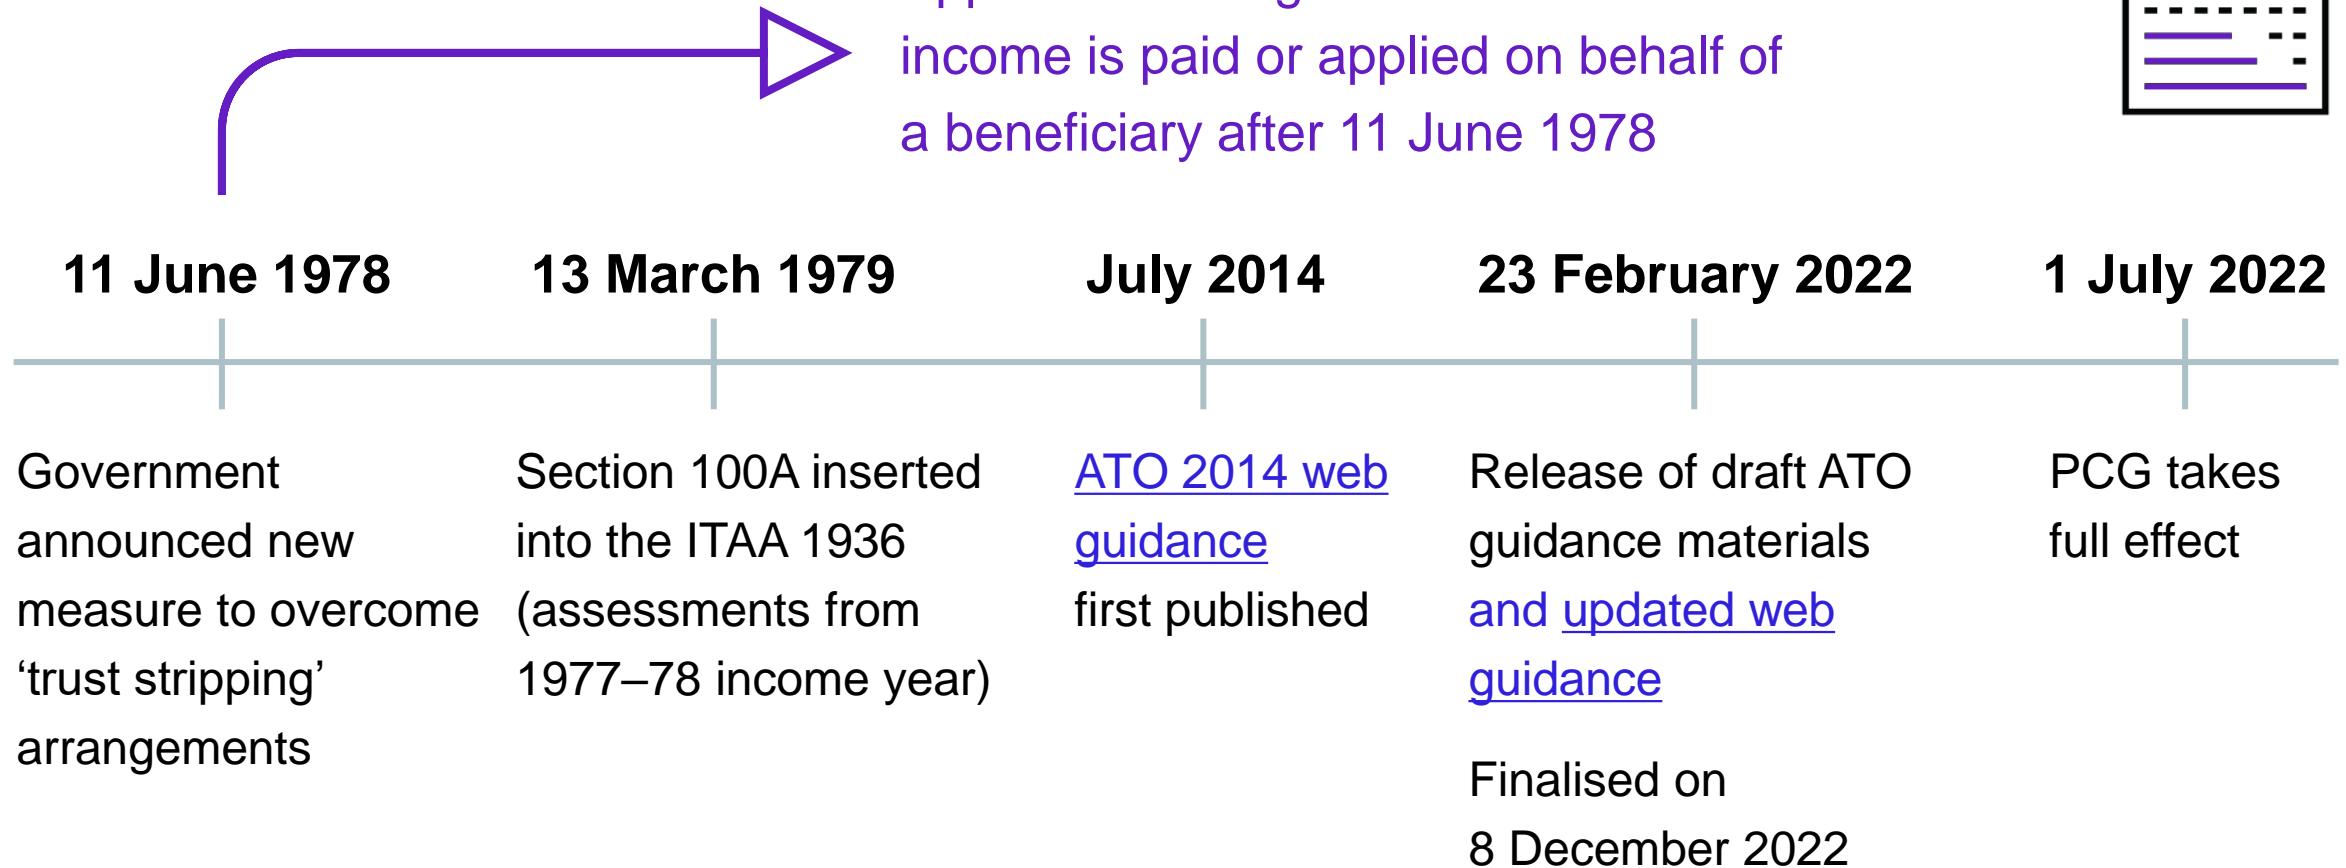 income is paid or applied on behalf of
a beneficiary after 11 June 1978
11 June 1978
13 March 1979
July 2014
23 February 2022
1 July 2022
Government
announced new
measure to overcome
‘trust stripping’
arrangements
Section 100A inserted
into the ITAA 1936
(assessments from
1977–78 income year)
ATO 2014 web
guidance
first published
Release of draft ATO
guidance materials
and updated web
guidance
Finalised on
8 December 2022
PCG takes
full effect